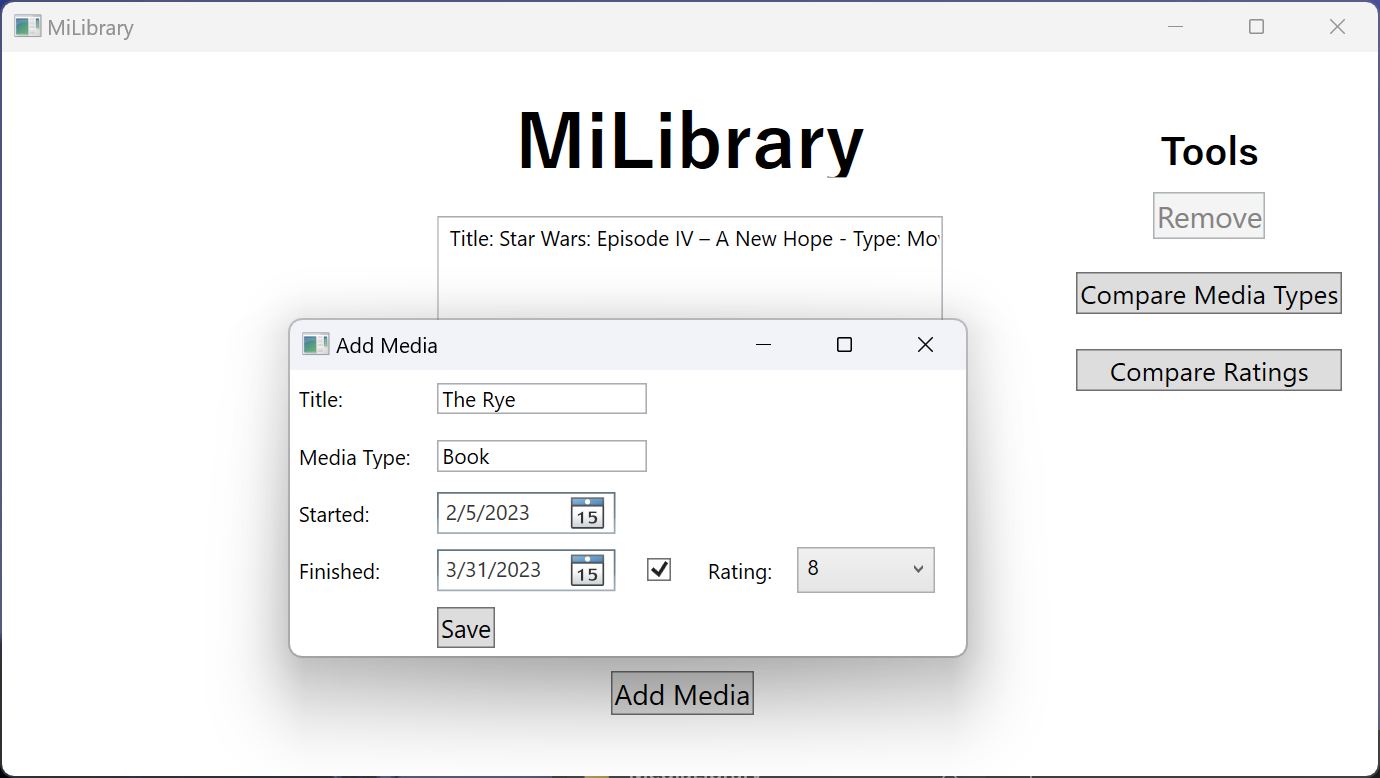 MiLibrary
MiLibrary
Tools
Remove
Title: Star Wars: Episode IV – A New Hope - Type: Mov
Compare Media Types
Compare Ratings
Add Media
Title: The Rye
Media Type: Book
Started: 2/5/2023 15
Finished: 3/31/2023 15 Rating: 8
Save
Add Media